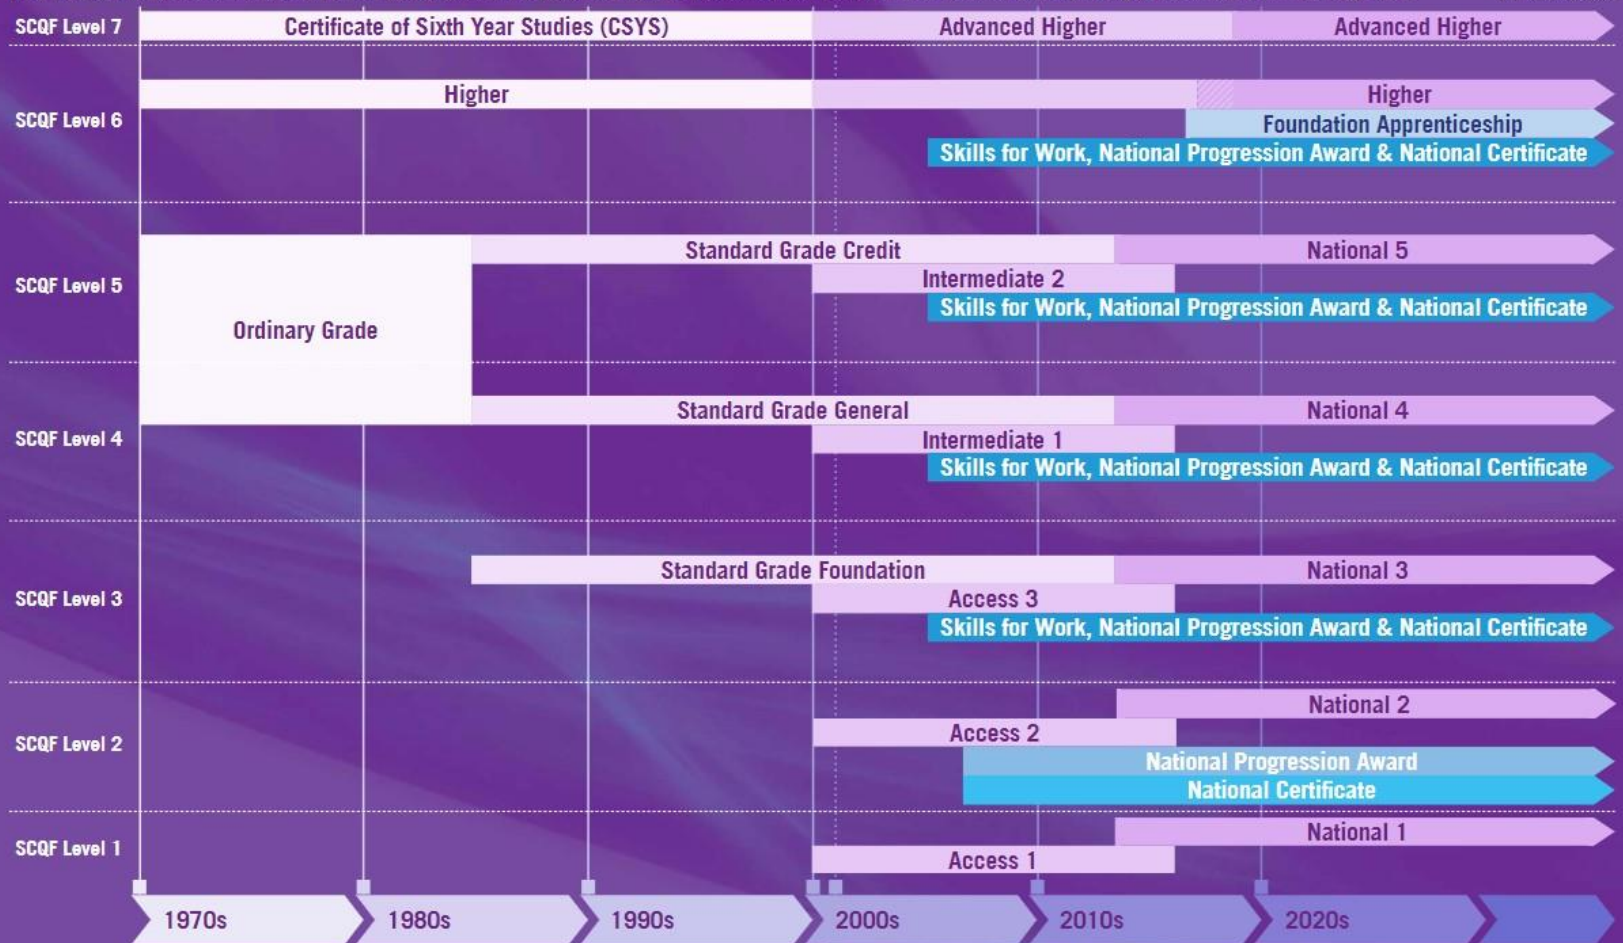 SCQF Level 7
Certificate of Sixth Year Studies (CSYS)
Advanced Higher
Advanced Higher
SCQF Level 6
Higher
Higher
Foundation Apprenticeship
Skills for Work, National Progression Award & National Certificate
SCQF Level 5
Ordinary Grade
Standard Grade Credit
National 5
Intermediate 2
Skills for Work, National Progression Award & National Certificate
SCQF Level 4
Standard Grade General
National 4
Intermediate 1
Skills for Work, National Progression Award & National Certificate
SCQF Level 3
Standard Grade Foundation
National 3
Access 3
Skills for Work, National Progression Award & National Certificate
SCQF Level 2
National 2
Access 2
National Progression Award
National Certificate
SCQF Level 1
National 1
Access 1
1970s
1980s
1990s
2000s
2010s
2020s